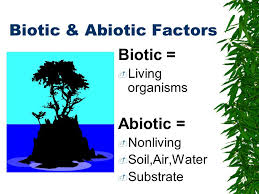 Biotic & Abiotic Factors
Biotic =
Living
organisms
Abiotic =
Nonliving
Soil,Air,Water
Substrate